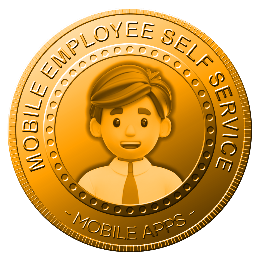 MOBILE EMPLOYEE SELF SERVICE
- MOBILE APPS -